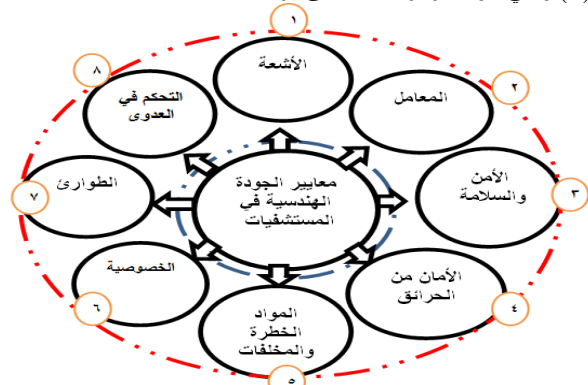 ١
الأشعة
٢
المعامل
٣
الأمن
والسلامة
٤
الأمان من
الحرائق
٥
المواد
الخطرة
والمخلفات
٦
الخصوصية
٧
الطوارئ
٨
التحكم في
العدوى
معايير الجودة
الهندسية في
المستشفيات